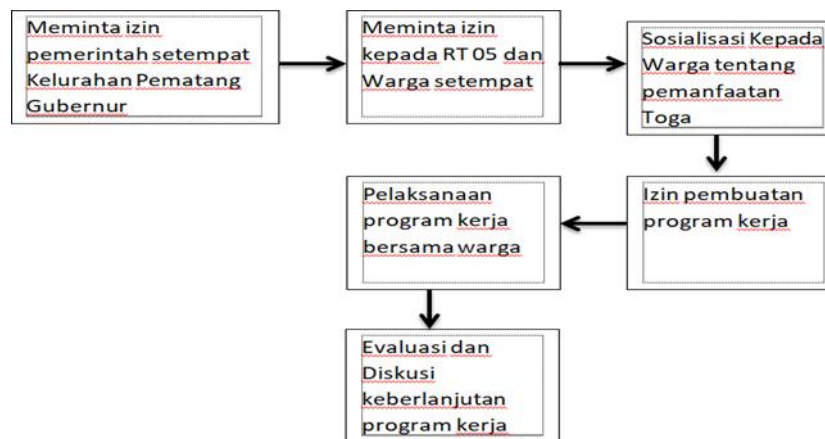 Meminta izin
pemerintah setempat
Kelurahan Pematang
Gubernur
Meminta izin
kepada RT 05 dan
Warga setempat
Sosialisasi Kepada
Warga tentang
pemanfaatan
Toga
Izin pembuatan
program kerja
Pelaksanaan
program kerja
bersama warga
Evaluasi dan
Diskusi
keberlanjutan
program kerja